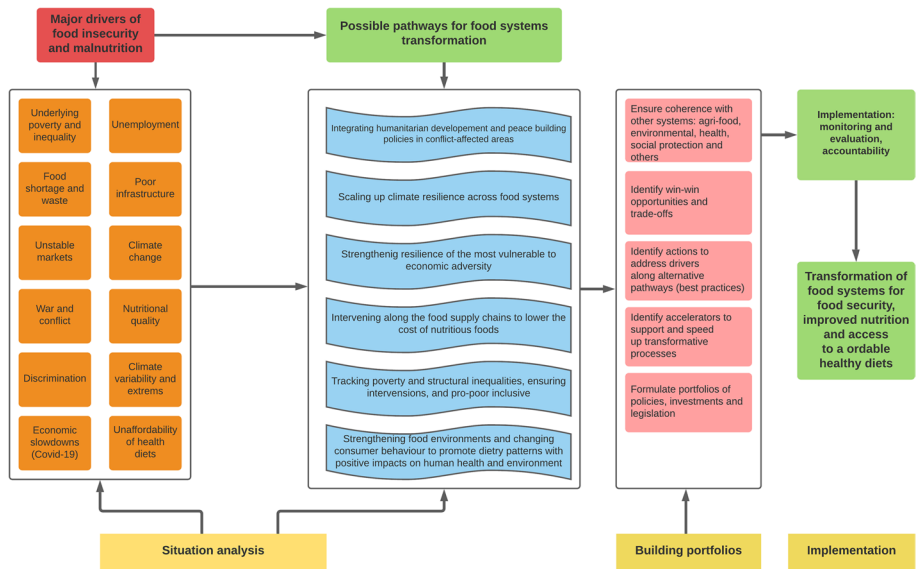 Major drivers of
food insecurity
and malnutrition
Possible pathways for food systems
transformation
Underlying
poverty and
inequality
Unemployment
Food
shortage and
waste
Poor
infrastructure
Unstable
markets
Climate
change
War and
conflict
Nutritional
quality
Discrimination
Climate
variability and
extrems
Economic
slowdowns
(Covid-19)
Unaffordability
of health
diets
Integrating humanitarian developement and peace building
policies in conflict-affected areas
Scaling up climate resilience across food systems
Strengthenig resilience of the most vulnerable to
economic adversity
Intervening along the food supply chains to lower the
cost of nutritious foods
Tracking poverty and structural inequalities, ensuring
intervensions, and pro-poor inclusive
Strengthening food environments and changing
consumer behaviour to promote dietry patterns with
positive impacts on human health and environment
Ensure coherence with
other systems: agri-food,
environmental, health,
social protection and
others
Identify win-win
opportunities and
trade-offs
Identify actions to
address drivers
along alternative
pathways (best practices)
Identify accelerators to
support and speed
up transformative
processes
Formulate portfolios of
policies, investments and
legislation
Implementation:
monitoring and
evaluation,
accountability
Transformation of
food systems for
food security,
improved nutrition
and access
to a ordable
healthy diets
Situation analysis
Building portfolios
Implementation